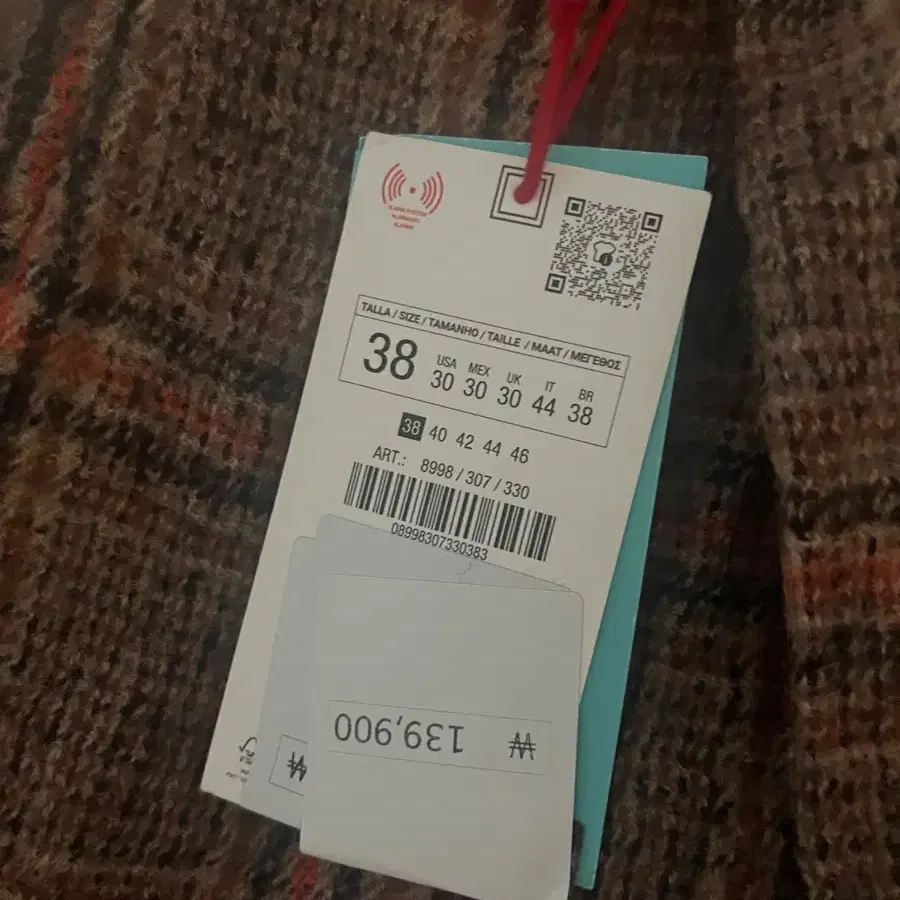 TALLA / SIZE / TAMANHO / TAILLE / MAAT / ΜΕΓΕΘΟΣ
38
USA MEX UK IT BR
30 30 30 44 38
38 40 42 44 46
ART.: 8998 / 307 / 330
08998307330383
₩
₩ 139,900